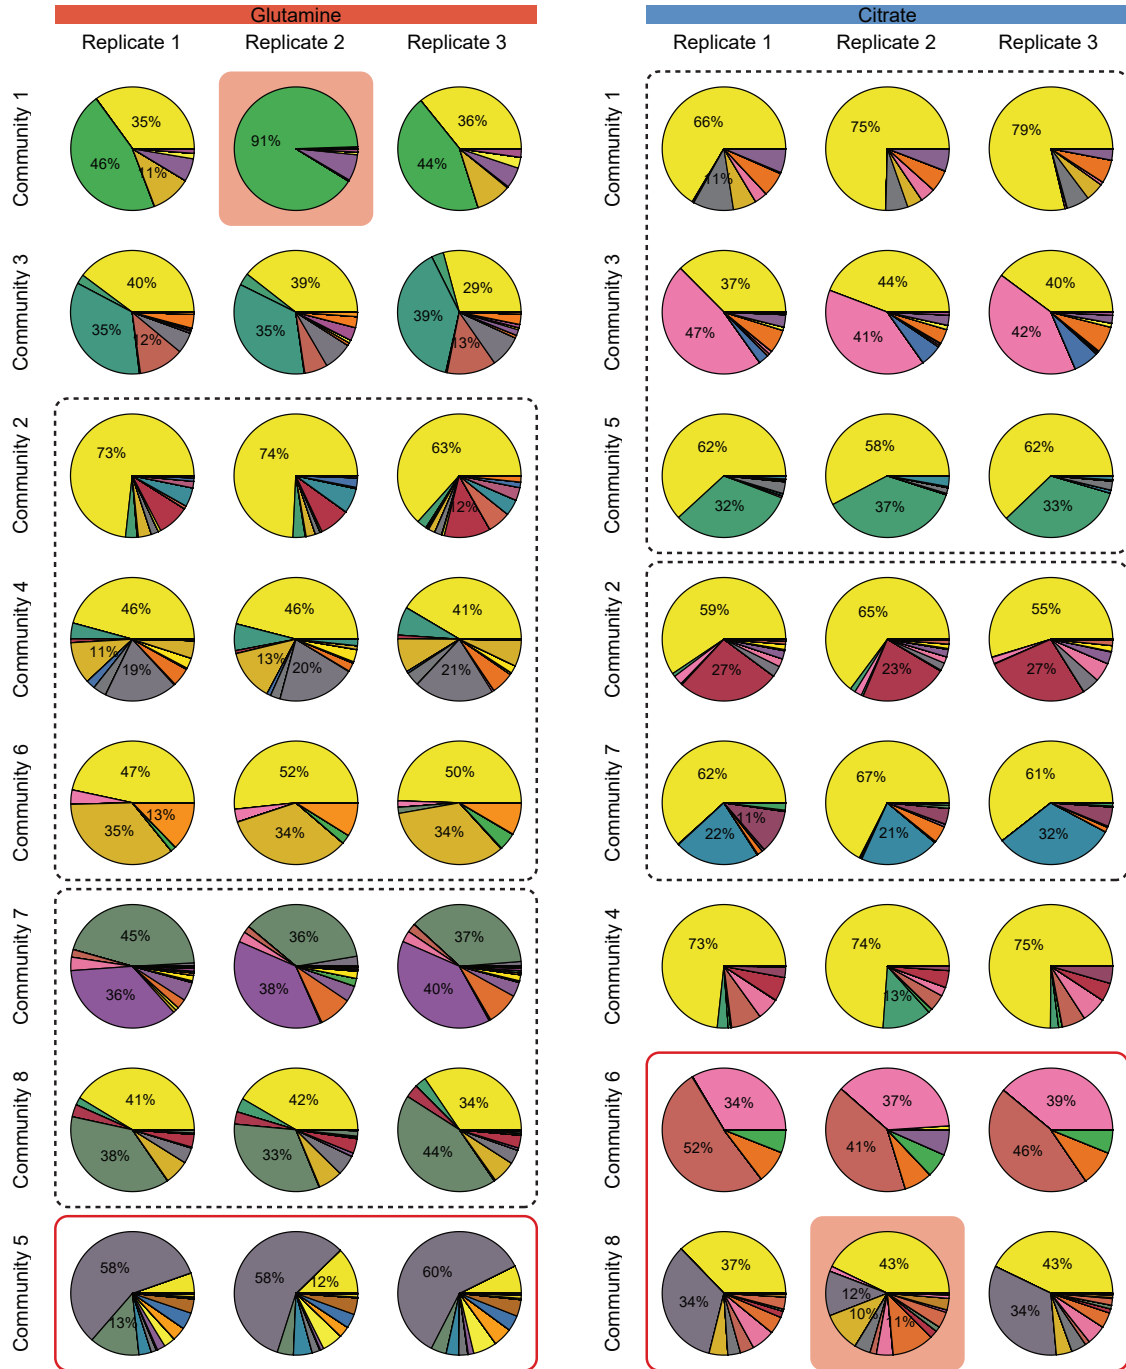 Glutamine
Citrate
Replicate 1 Replicate 2 Replicate 3
Replicate 1 Replicate 2 Replicate 3
Community 1
35% 46% 11%
91%
36% 44%
Community 1
66% 11%
75%
79%
Community 3
40% 35% 12%
39% 35%
29% 39% 13%
Community 3
37% 47%
44% 41%
40% 42%
Community 2
73%
74%
63% 12%
Community 5
62% 32%
58% 37%
62% 33%
Community 4
46% 11% 19%
46% 13% 20%
41% 21%
Community 2
59% 27%
65% 23%
55% 27%
Community 6
47% 13% 35%
52% 34%
50% 34%
Community 7
62% 11% 22%
67% 21%
61% 32%
Community 7
45% 36%
36% 38%
37% 40%
Community 4
73%
74% 13%
75%
Community 8
41% 38%
42% 33%
34% 44%
Community 6
34% 52%
37% 41%
39% 46%
Community 5
58% 13%
58% 12%
60%
Community 8
37% 34%
43% 12% 10% 11%
43% 34%